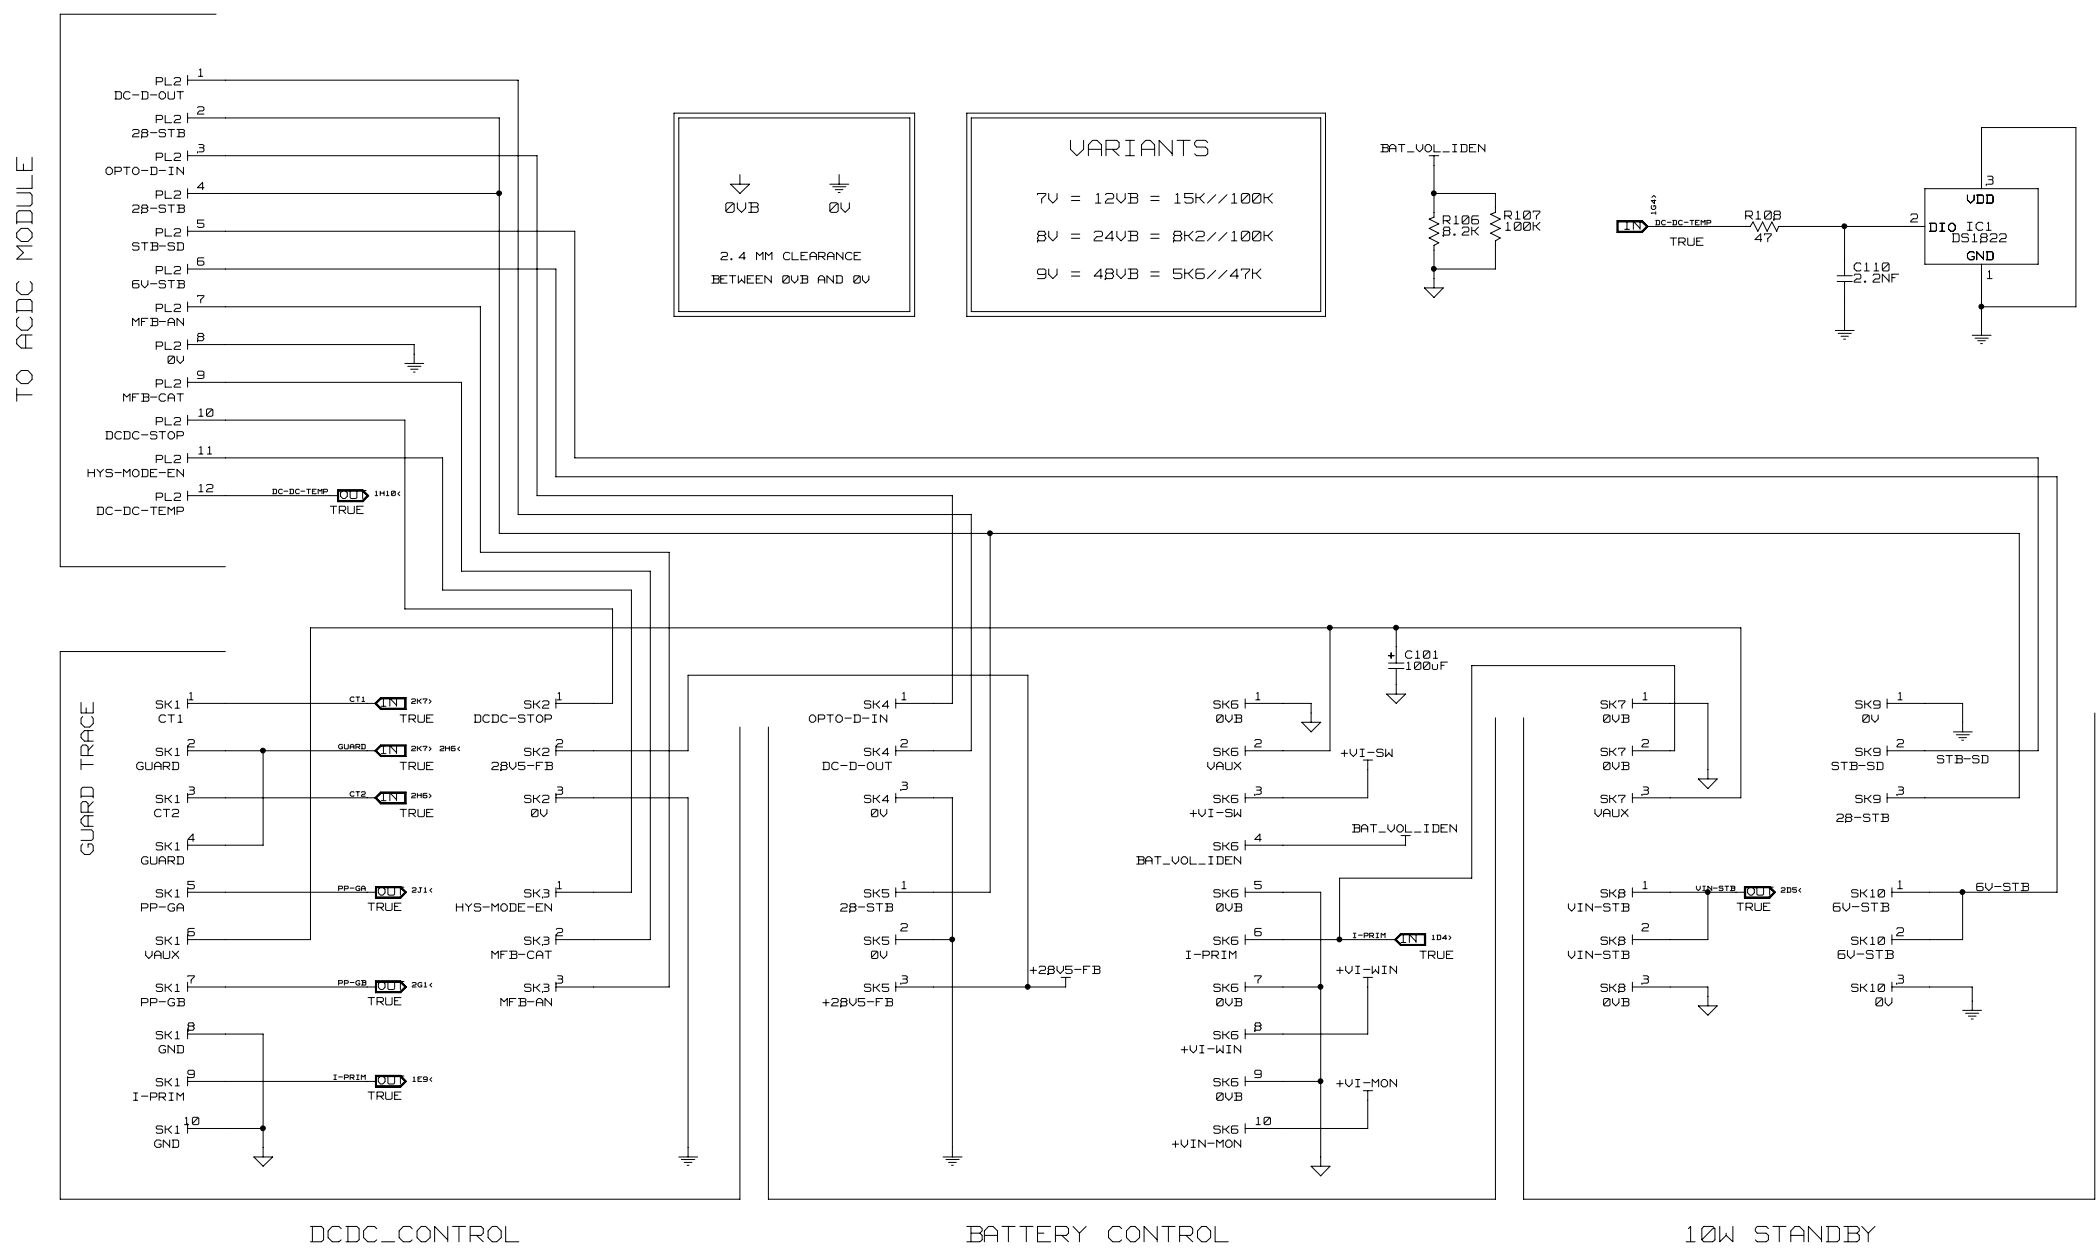 TO ACDC MODULE
PL2 1
DC-D-OUT
PL2 2
28-STB
PL2 3
OPTO-D-IN
PL2 4
28-STB
PL2 5
STB-SD
PL2 6
6V-STB
PL2 7
MFB-AN
PL2 8
0V
PL2 9
MFB-CAT
PL2 10
DCDC-STOP
PL2 11
HYS-MODE-EN
PL2 12 DC-DC-TEMP OUT 1H10<
DC-DC-TEMP TRUE
0VB 0V
2.4 MM CLEARANCE
BETWEEN 0VB AND 0V
VARIANTS
7V = 12VB = 15K//100K
8V = 24VB = 8K2//100K
9V = 48VB = 5K6//47K
BAT_VOL_IDEN
R106
8.2K
R107
100K
1G4>
IN DC-DC-TEMP
TRUE
R108
47
C110
2.2NF
3
VDD
2 DIO IC1
DS1822
GND
1
GUARD TRACE
SK1 1 CT1 IN 2K7>
CT1 TRUE
SK1 2 GUARD IN 2K7> 2H6<
GUARD TRUE
SK1 3 CT2 IN 2H6>
CT2 TRUE
SK1 4
GUARD
SK1 5 PP-GA OUT 2J1<
PP-GA TRUE
SK1 6
VAUX
SK1 7 PP-GB OUT 2G1<
PP-GB TRUE
SK1 8
GND
SK1 9 I-PRIM OUT 1E9<
I-PRIM TRUE
SK1 10
GND
SK2 1
DCDC-STOP
SK2 2
28V5-FB
SK2 3
0V
SK3 1
HYS-MODE-EN
SK3 2
MFB-CAT
SK3 3
MFB-AN
DCDC_CONTROL
SK4 1
OPTO-D-IN
SK4 2
DC-D-OUT
SK4 3
0V
SK5 1
28-STB
SK5 2
0V
SK5 3
+28V5-FB
+28V5-FB
C101
+
100uF
SK6 1
0VB
SK6 2
VAUX
+VI-SW
SK6 3
+VI-SW
SK6 4
BAT_VOL_IDEN
BAT_VOL_IDEN
SK6 5
0VB
SK6 6 I-PRIM IN 1D4>
I-PRIM TRUE
+VI-WIN
SK6 7
0VB
SK6 8
+VI-WIN
SK6 9
0VB
+VI-MON
SK6 10
+VIN-MON
BATTERY CONTROL
SK7 1
0VB
SK7 2
0VB
SK7 3
VAUX
SK8 1 VIN-STB OUT 2D5<
VIN-STB TRUE
SK8 2
VIN-STB
SK8 3
0VB
SK9 1
0V
SK9 2
STB-SD STB-SD
SK9 3
28-STB
SK10 1 6V-STB
6V-STB
SK10 2
6V-STB
SK10 3
0V
10W STANDBY